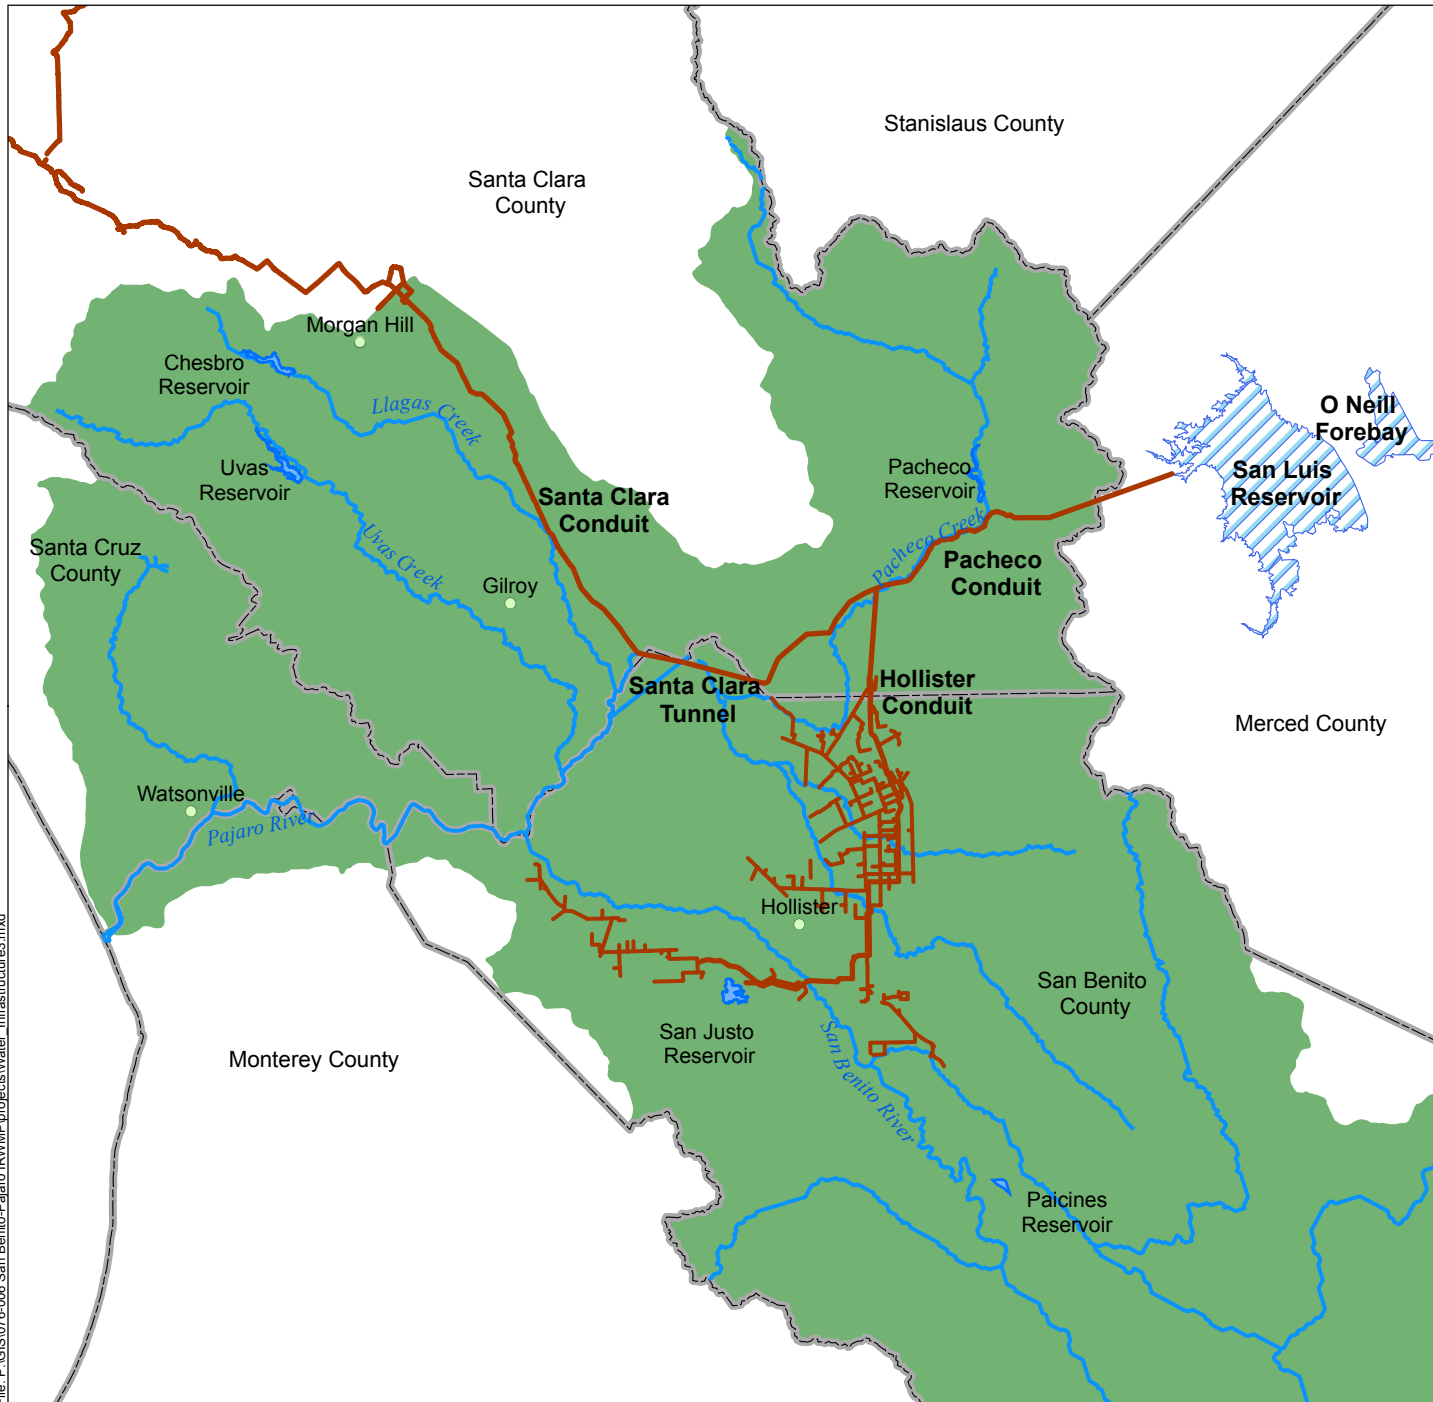 Stanislaus County
Santa Clara
County
Morgan Hill
Chesbro
Reservoir
Llagas Creek
O Neill
Forebay
Uvas
Reservoir
Pacheco
Reservoir
San Luis
Reservoir
Santa Clara
Conduit
Santa Cruz
County
Uvas Creek
Pacheco Creek
Pacheco
Conduit
Gilroy
Santa Clara
Tunnel
Hollister
Conduit
Merced County
Watsonville
Pajaro River
Hollister
San Benito
County
San Justo
Reservoir
Monterey County
San Benito River
Paicines
Reservoir